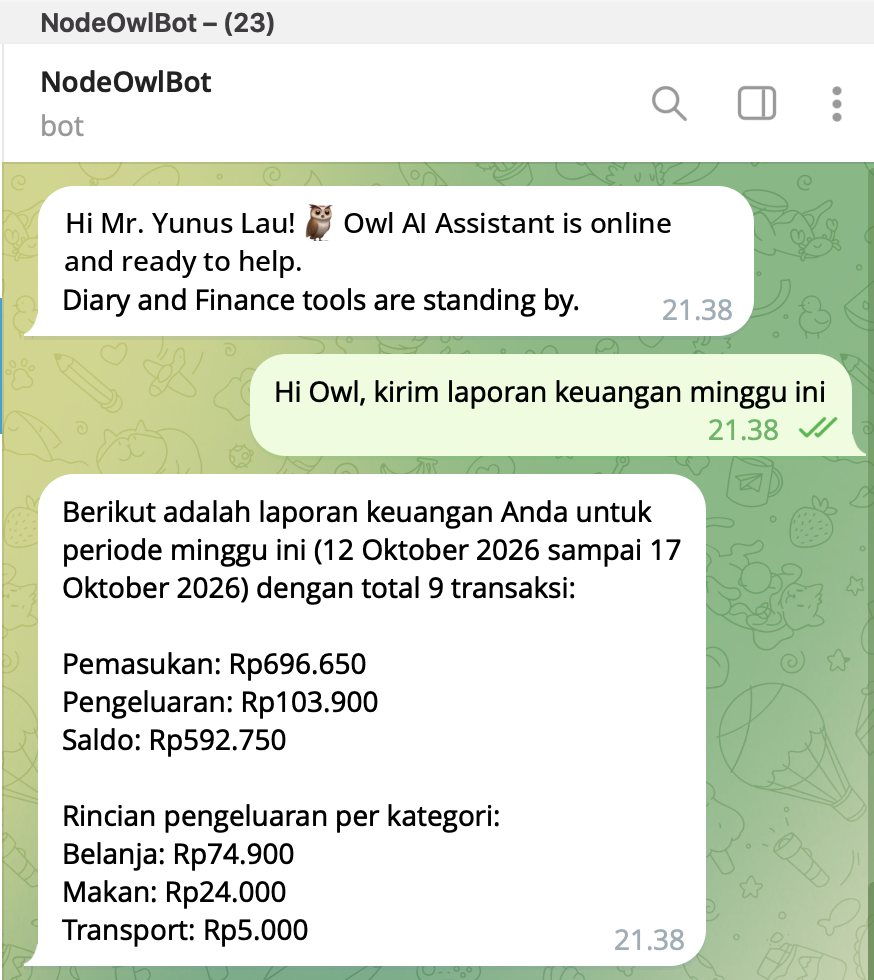 NodeOwlBot – (23)
NodeOwlBot
bot
Hi Mr. Yunus Lau! 🦉 Owl AI Assistant is online
and ready to help.
Diary and Finance tools are standing by.
21.38
Hi Owl, kirim laporan keuangan minggu ini
21.38
Berikut adalah laporan keuangan Anda untuk
periode minggu ini (12 Oktober 2026 sampai 17
Oktober 2026) dengan total 9 transaksi:
Pemasukan: Rp696.650
Pengeluaran: Rp103.900
Saldo: Rp592.750
Rincian pengeluaran per kategori:
Belanja: Rp74.900
Makan: Rp24.000
Transport: Rp5.000
21.38